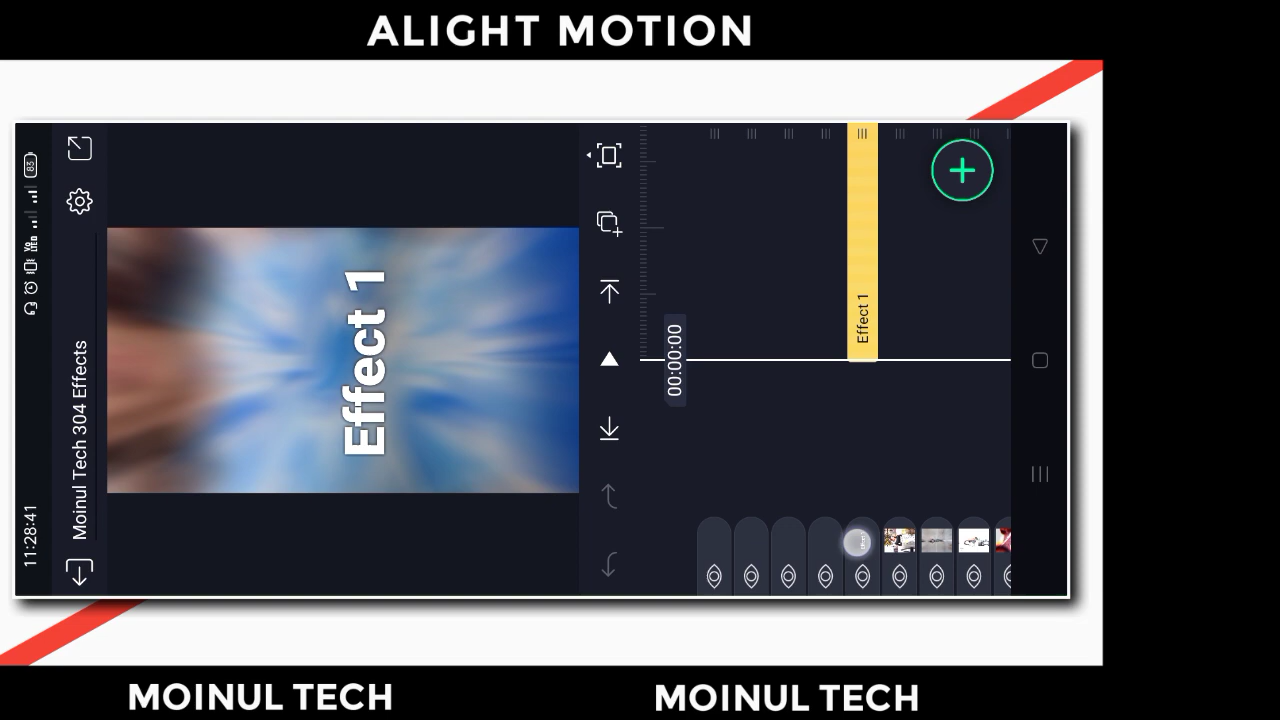 ALIGHT MOTION
11:28:41
83
Moinul Tech 304 Effects
Effect 1
00:00:00
Effect 1
MOINUL TECH
MOINUL TECH